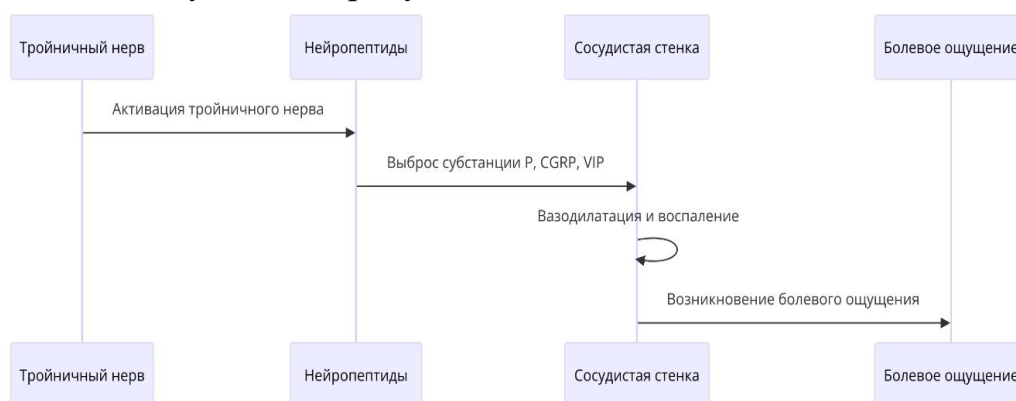 Тройничный нерв
Нейропептиды
Сосудистая стенка
Болевое ощущение
Активация тройничного нерва
Выброс субстанции P, CGRP, VIP
Вазодилатация и воспаление
Возникновение болевого ощущения
Тройничный нерв
Нейропептиды
Сосудистая стенка
Болевое ощущение